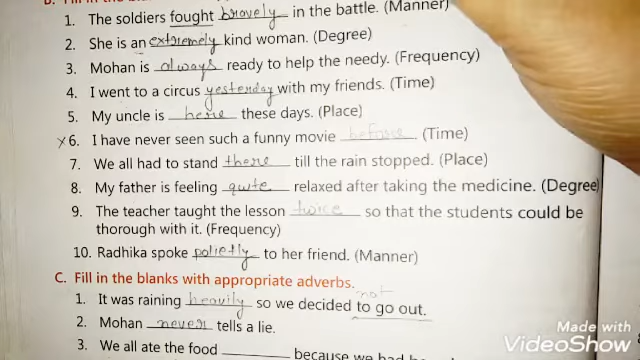 1. The soldiers fought bravely in the battle. (Manner)
2. She is an extremely kind woman. (Degree)
3. Mohan is always ready to help the needy. (Frequency)
4. I went to a circus yesterday with my friends. (Time)
5. My uncle is here these days. (Place)
x6. I have never seen such a funny movie before (Time)
7. We all had to stand there till the rain stopped. (Place)
8. My father is feeling quite relaxed after taking the medicine. (Degree)
9. The teacher taught the lesson twice so that the students could be
thorough with it. (Frequency)
10. Radhika spoke polietly to her friend. (Manner)
C. Fill in the blanks with appropriate adverbs.
not
1. It was raining heavily so we decided to go out.
2. Mohan never tells a lie.
3. We all ate the food ________ because we had
Made with
VideoShow